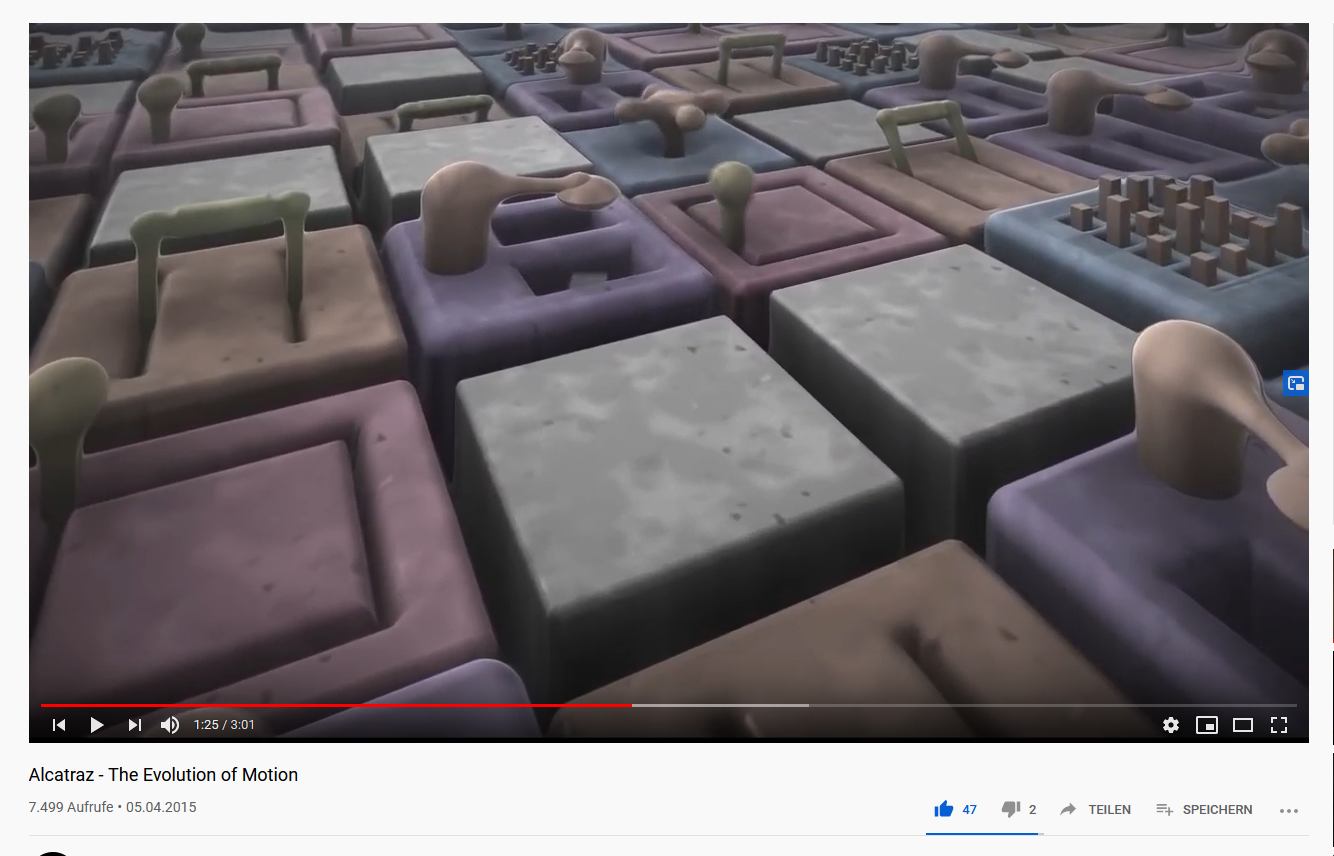 1:25 / 3:01
Alcatraz - The Evolution of Motion
7.499 Aufrufe • 05.04.2015
47 2 TEILEN SPEICHERN